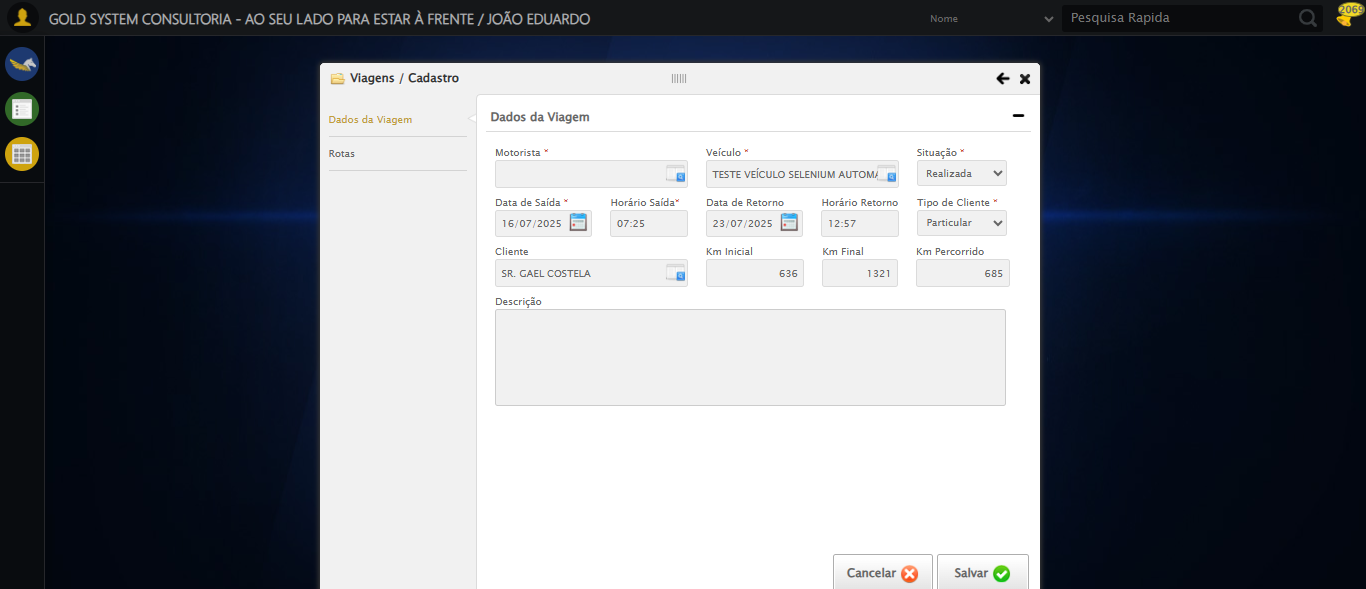 GOLD SYSTEM CONSULTORIA - AO SEU LADO PARA ESTAR À FRENTE / JOÃO EDUARDO
Nome
Pesquisa Rapida
2069
Viagens / Cadastro
Dados da Viagem
Rotas
Dados da Viagem
Motorista *
Veículo *
Situação *
TESTE VEÍCULO SELENIUM AUTOMA
Realizada
Data de Saída *
Horário Saída*
Data de Retorno
Horário Retorno
Tipo de Cliente *
16/07/2025
07:25
23/07/2025
12:57
Particular
Cliente
Km Inicial
Km Final
Km Percorrido
SR. GAEL COSTELA
636
1321
685
Descrição
Cancelar
Salvar